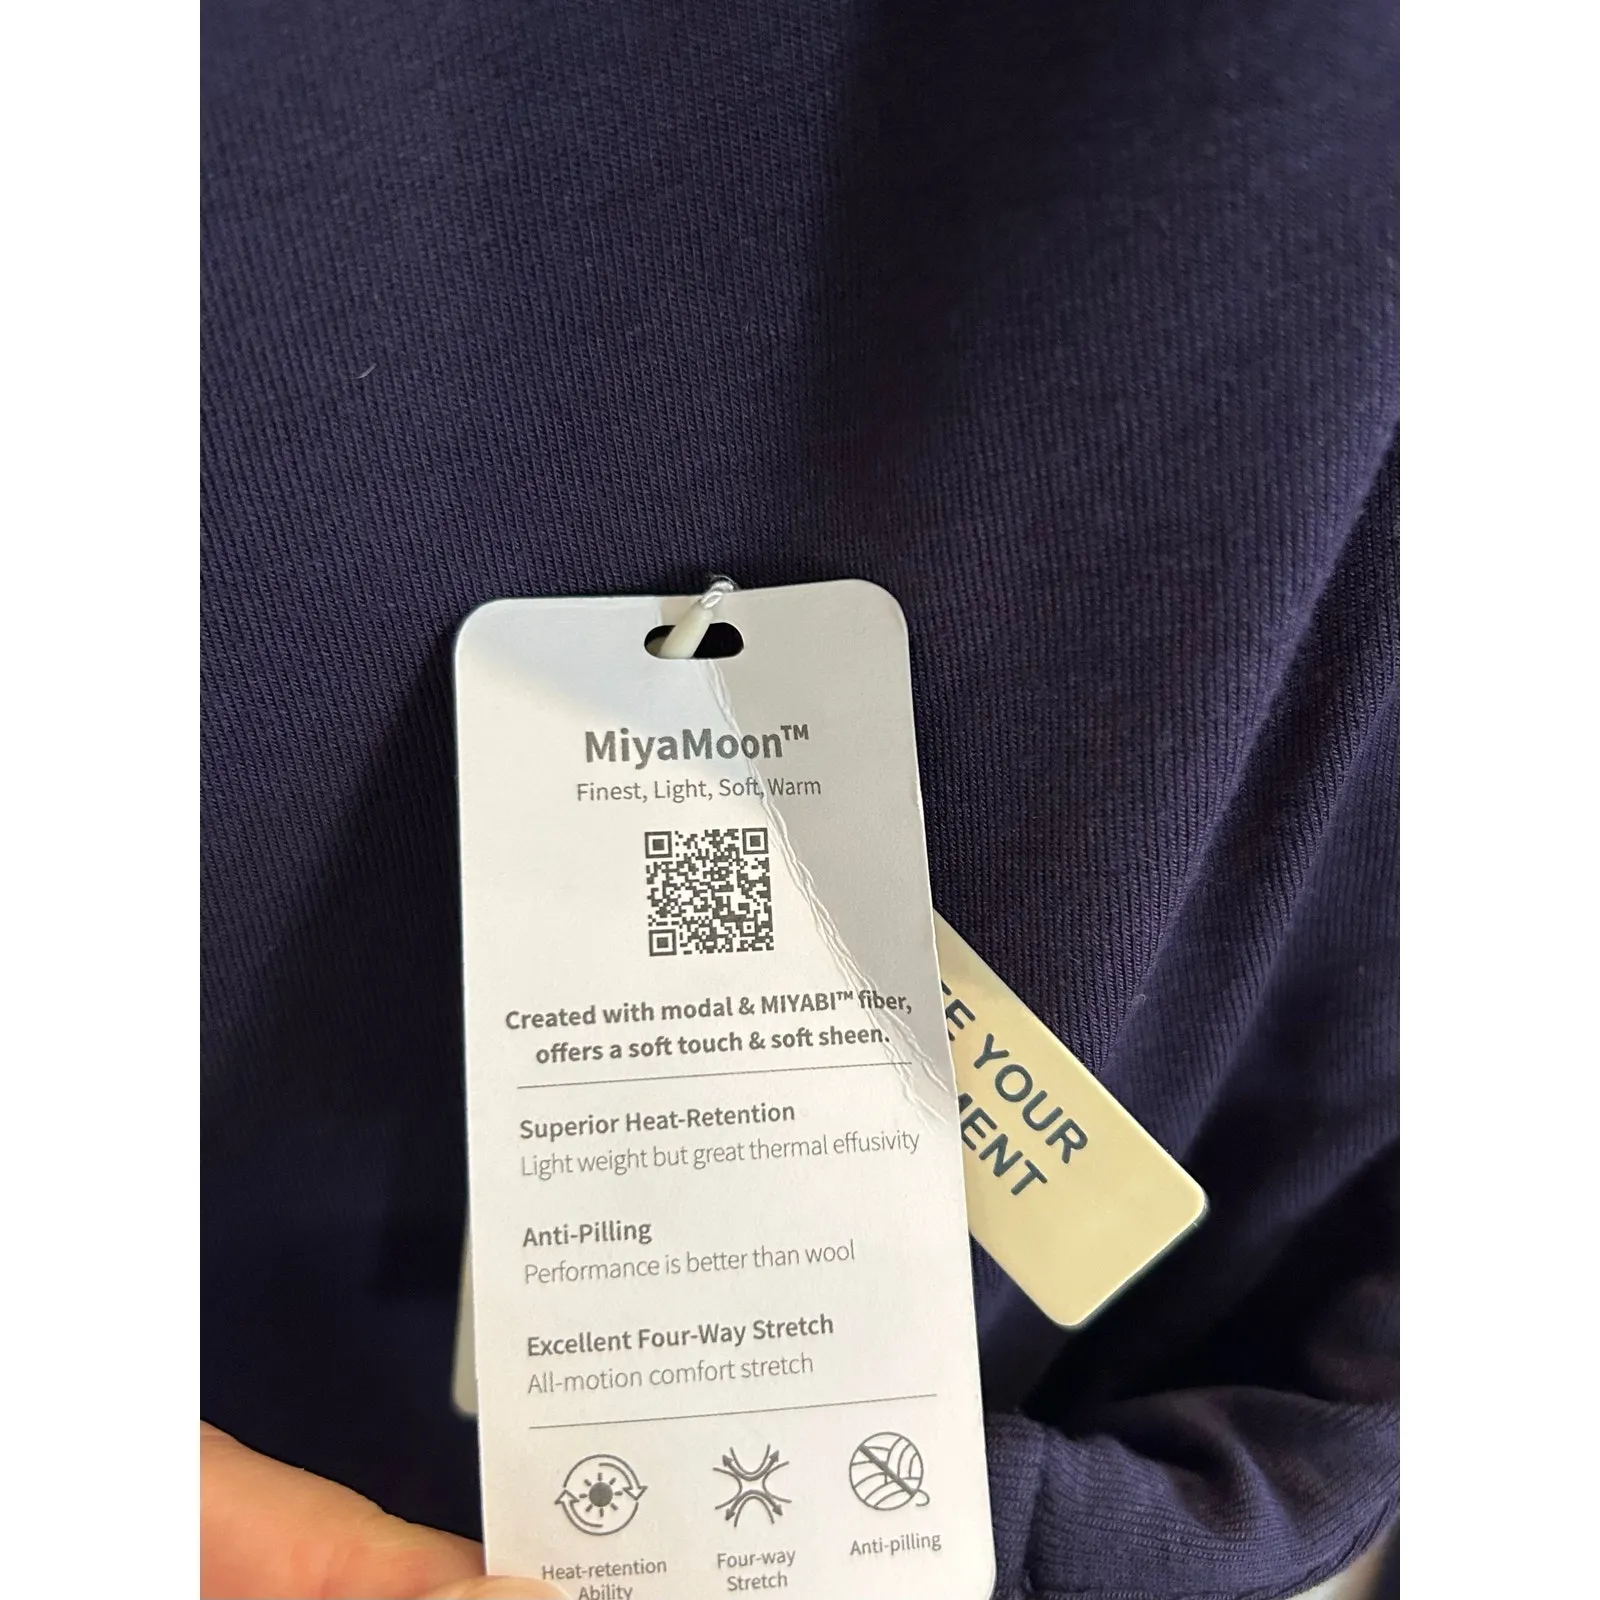 MiyaMoon™
Finest, Light, Soft, Warm
Created with modal & MIYABI™ fiber,
offers a soft touch & soft sheen.
Superior Heat-Retention
Light weight but great thermal effusivity
Anti-Pilling
Performance is better than wool
Excellent Four-Way Stretch
All-motion comfort stretch
Heat-retention
Ability
Four-way
Stretch
Anti-pilling
YOUR